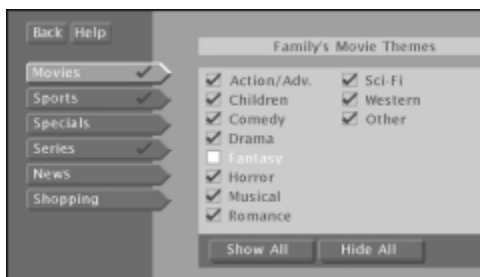 Back Help
Family's Movie Themes
Movies
Sports
Specials
Series
News
Shopping
Action/Adv.
Children
Comedy
Drama
Fantasy
Horror
Musical
Romance
Sci-Fi
Western
Other
Show All Hide All